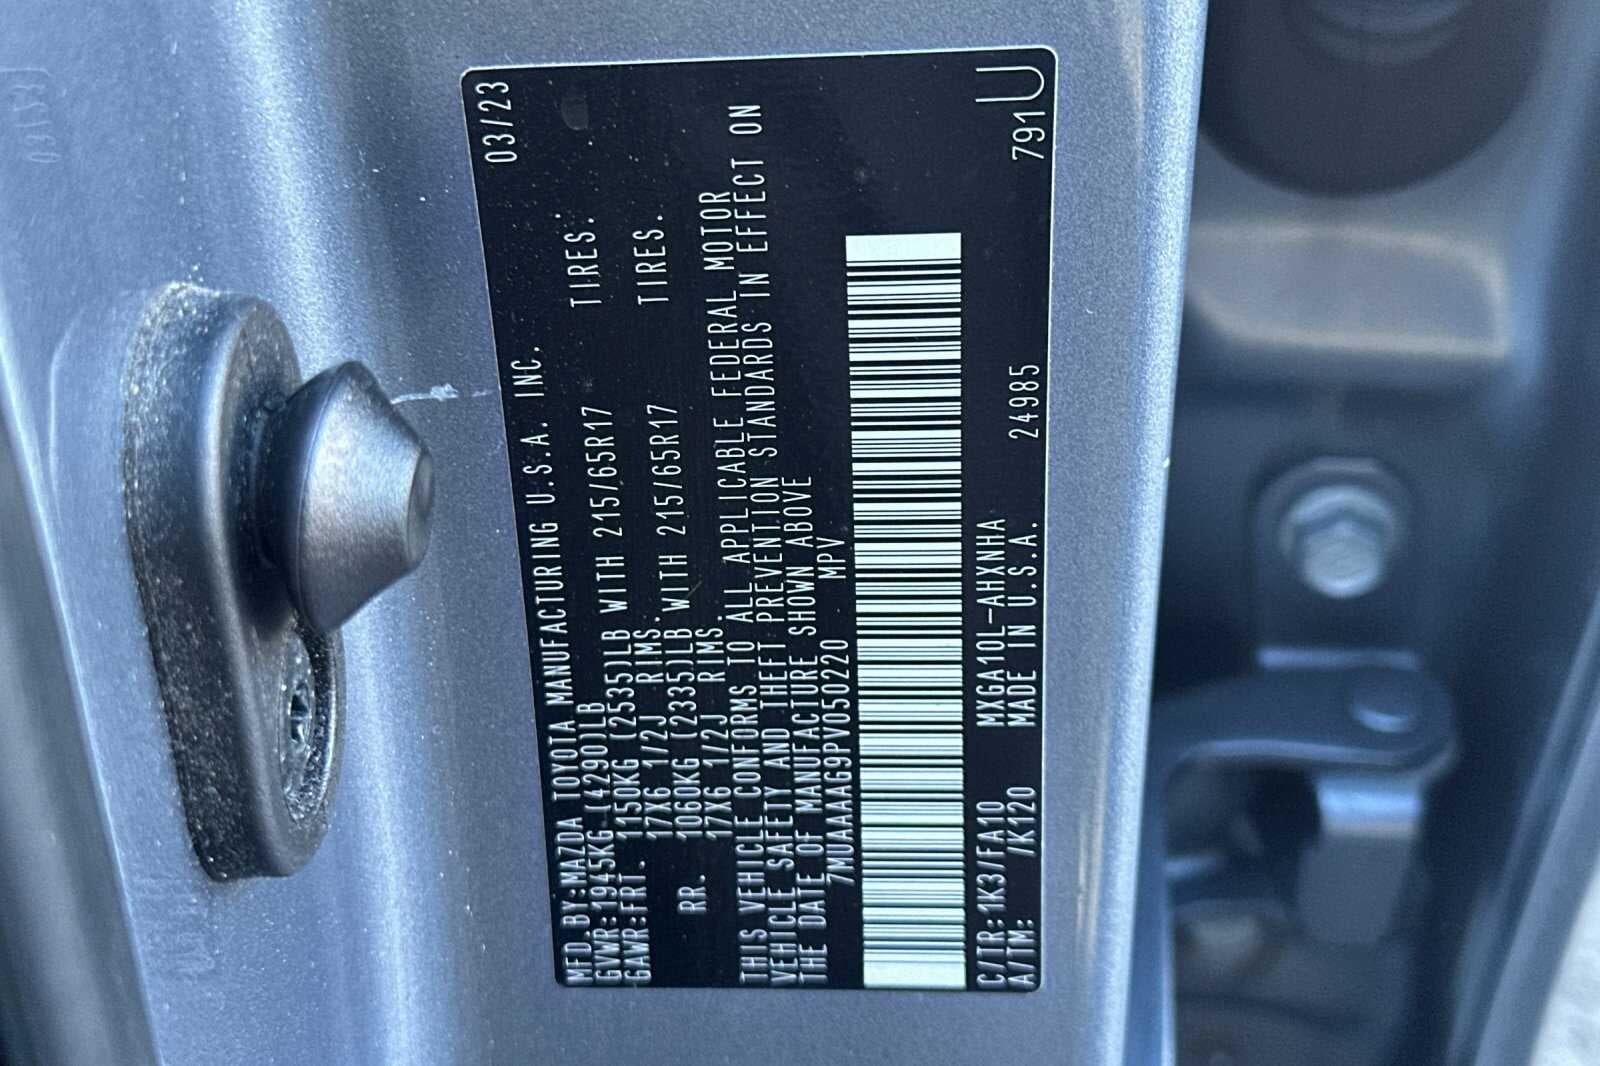 MFD.BY:MAZDA TOYOTA MANUFACTURING U.S.A. INC. 03/23
GVWR:1945KG(4290)LB
GAWR:FRT. 1150KG(2535)LB WITH 215/65R17 TIRES.
17X6 1/2J RIMS.
RR. 1060KG(2335)LB WITH 215/65R17 TIRES.
17X6 1/2J RIMS.
THIS VEHICLE CONFORMS TO ALL APPLICABLE FEDERAL MOTOR
VEHICLE SAFETY AND THEFT PREVENTION STANDARDS IN EFFECT ON
THE DATE OF MANUFACTURE SHOWN ABOVE
7MUAAAAG9PV050220 MPV
C/TR:1K3/FA10 MXGA10L-AHXNHA 24985 791U
A/TM: /K120 MADE IN U.S.A.